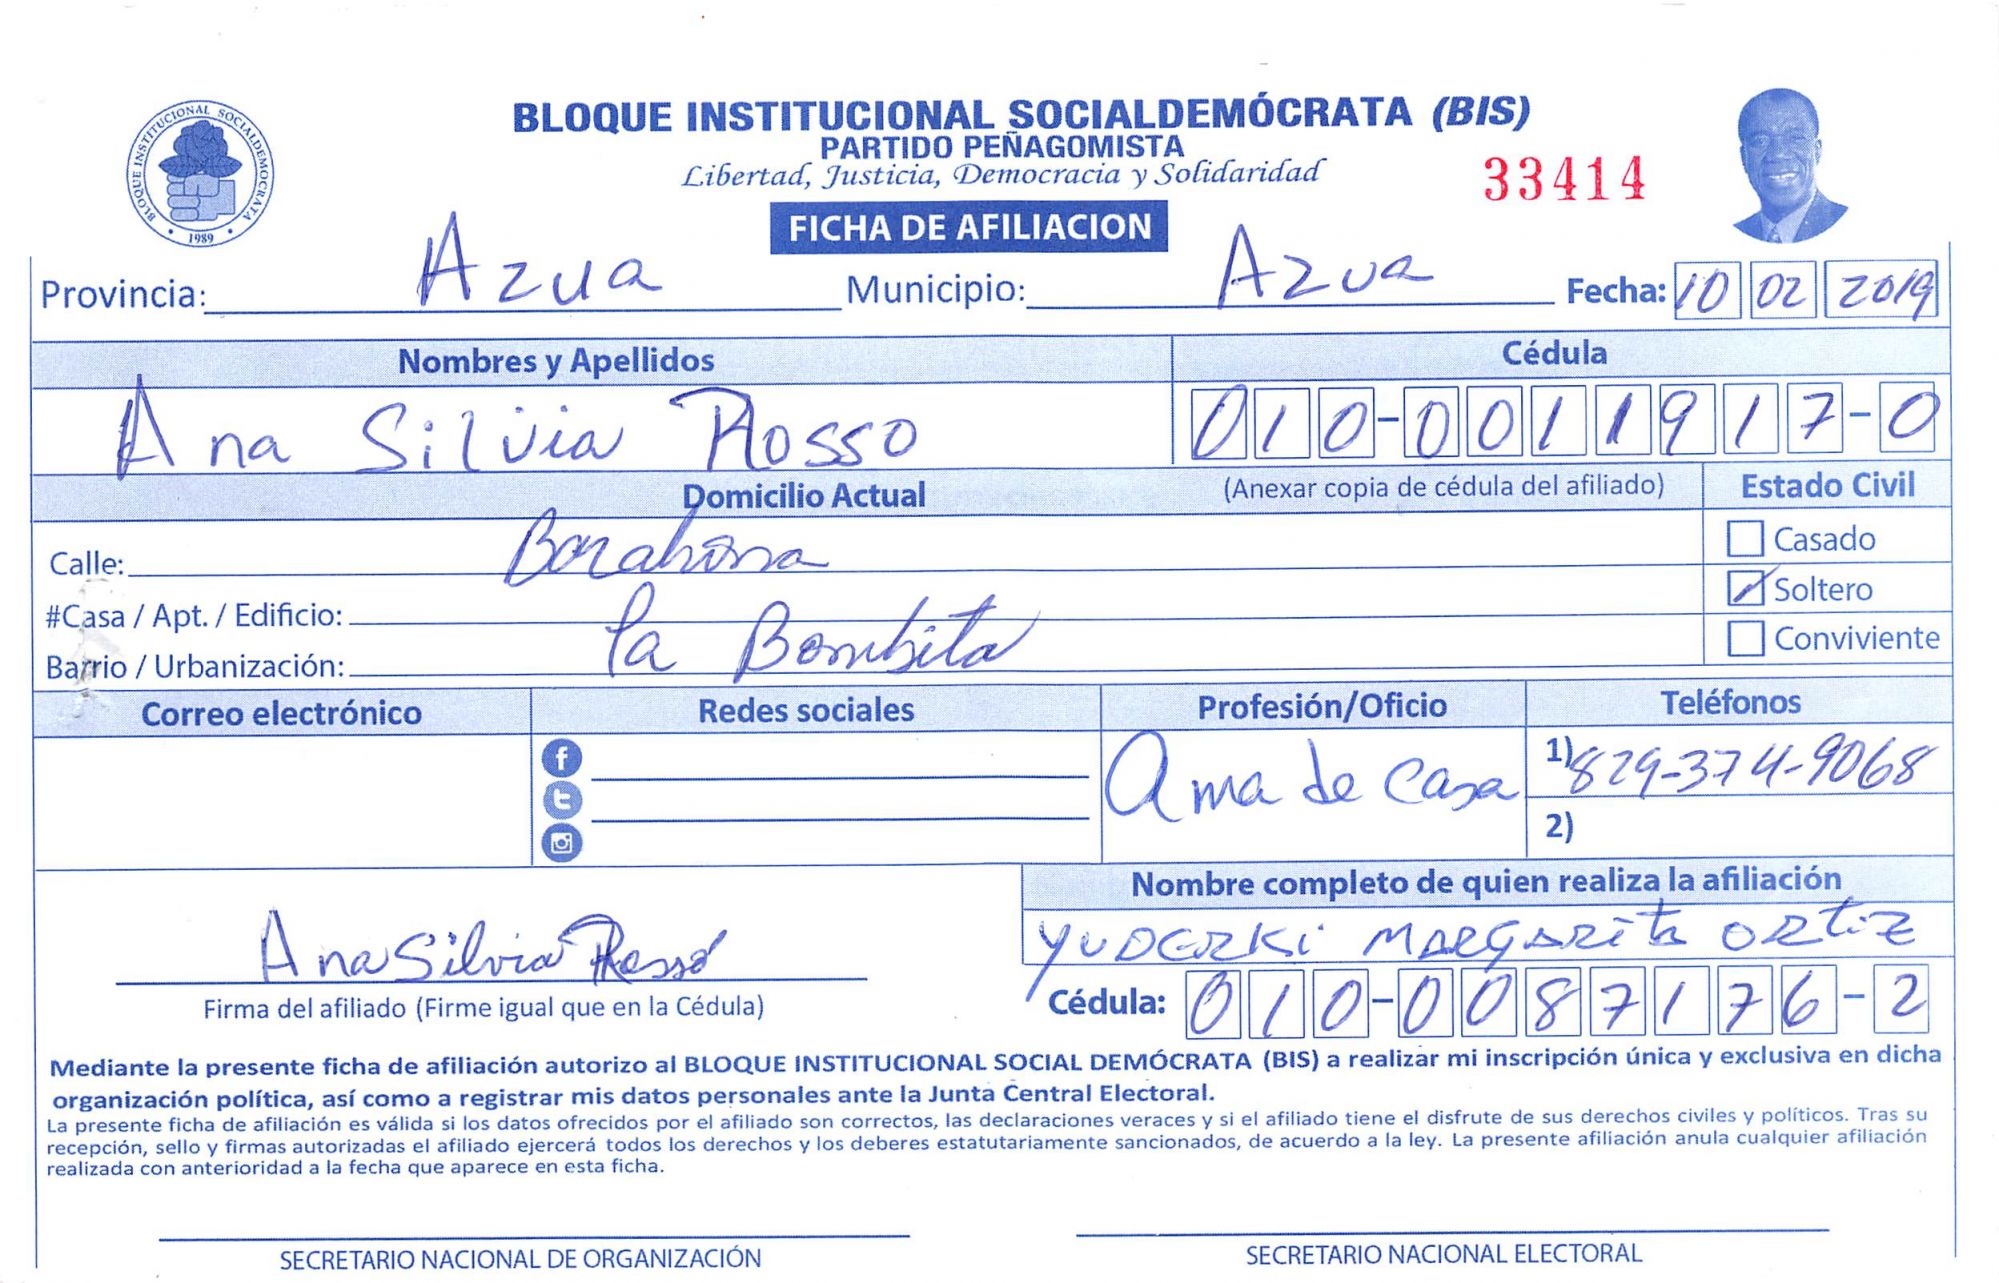 BLOQUE INSTITUCIONAL SOCIALDEMÓCRATA (BIS)
PARTIDO PEÑAGOMISTA
Libertad, Justicia, Democracia y Solidaridad
33414
BLOQUE INSTITUCIONAL SOCIALDEMOCRATA
1989
FICHA DE AFILIACION
Provincia: Azua Municipio: Azua Fecha: 10 02 2019
Nombres y Apellidos Cédula
Ana Silvia Rosso 010-0011917-0
Domicilio Actual (Anexar copia de cédula del afiliado) Estado Civil
Calle: Barahona Casado
#Casa / Apt. / Edificio: Soltero
Barrio / Urbanización: la Bombita Conviviente
Correo electrónico Redes sociales Profesión/Oficio Teléfonos
Ama de casa 1) 829-374-9068
2)
Nombre completo de quien realiza la afiliación
Ana Silvia Rosso YUDERKi MARGARITA ORTIZ
Firma del afiliado (Firme igual que en la Cédula) Cédula: 010-0087176-2
Mediante la presente ficha de afiliación autorizo al BLOQUE INSTITUCIONAL SOCIAL DEMÓCRATA (BIS) a realizar mi inscripción única y exclusiva en dicha
organización política, así como a registrar mis datos personales ante la Junta Central Electoral.
La presente ficha de afiliación es válida si los datos ofrecidos por el afiliado son correctos, las declaraciones veraces y si el afiliado tiene el disfrute de sus derechos civiles y políticos. Tras su
recepción, sello y firmas autorizadas el afiliado ejercerá todos los derechos y los deberes estatutariamente sancionados, de acuerdo a la ley. La presente afiliación anula cualquier afiliación
realizada con anterioridad a la fecha que aparece en esta ficha.
SECRETARIO NACIONAL DE ORGANIZACIÓN SECRETARIO NACIONAL ELECTORAL